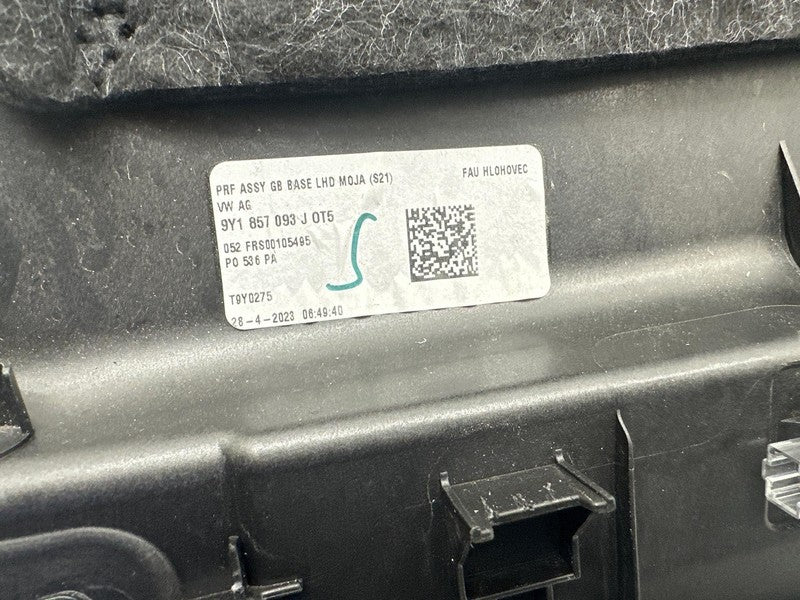 PRF ASSY GB BASE LHD MOJA (S21)
FAU HLOHOVEC
VW AG
9Y1 857 093 J OT5
052 FRS00105495
PO 536 PA
T9Y0275
28-4-2023 06:49:40